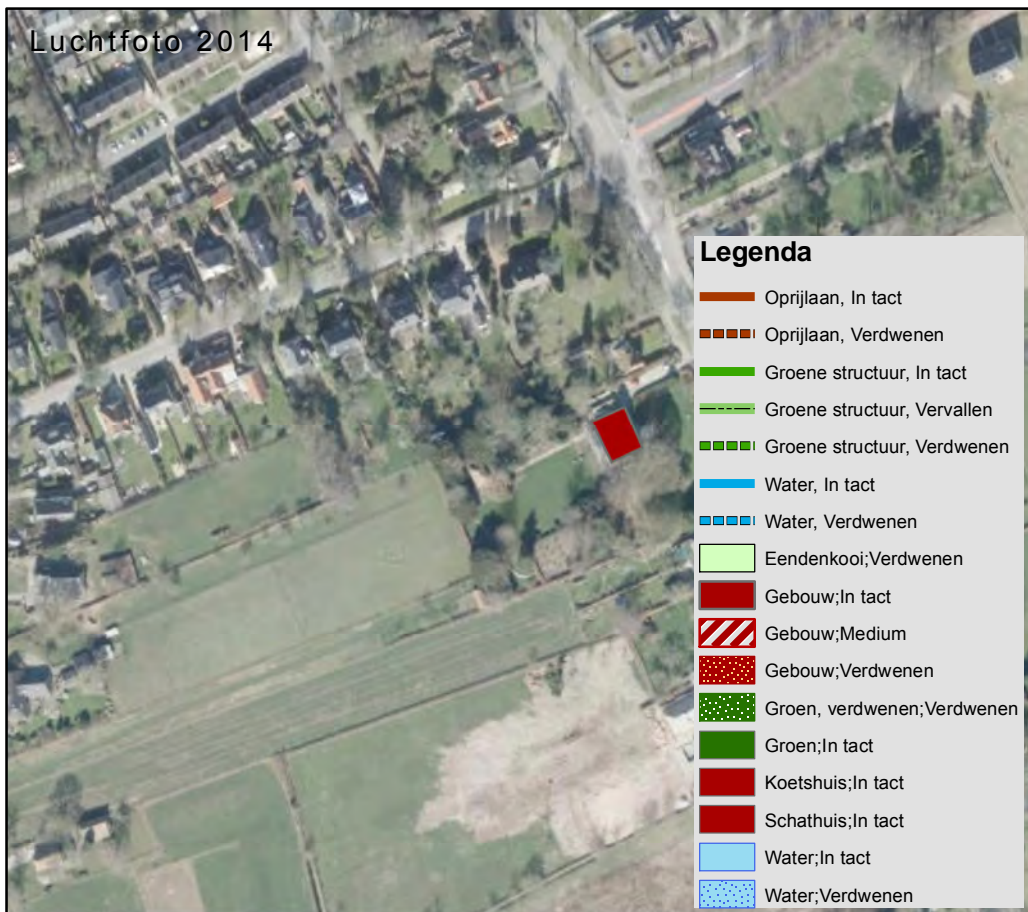 Luchtfoto 2014
Legenda
Oprijlaan, In tact
Oprijlaan, Verdwenen
Groene structuur, In tact
Groene structuur, Vervallen
Groene structuur, Verdwenen
Water, In tact
Water, Verdwenen
Eendenkooi;Verdwenen
Gebouw;In tact
Gebouw;Medium
Gebouw;Verdwenen
Groen, verdwenen;Verdwenen
Groen;In tact
Koetshuis;In tact
Schathuis;In tact
Water;In tact
Water;Verdwenen